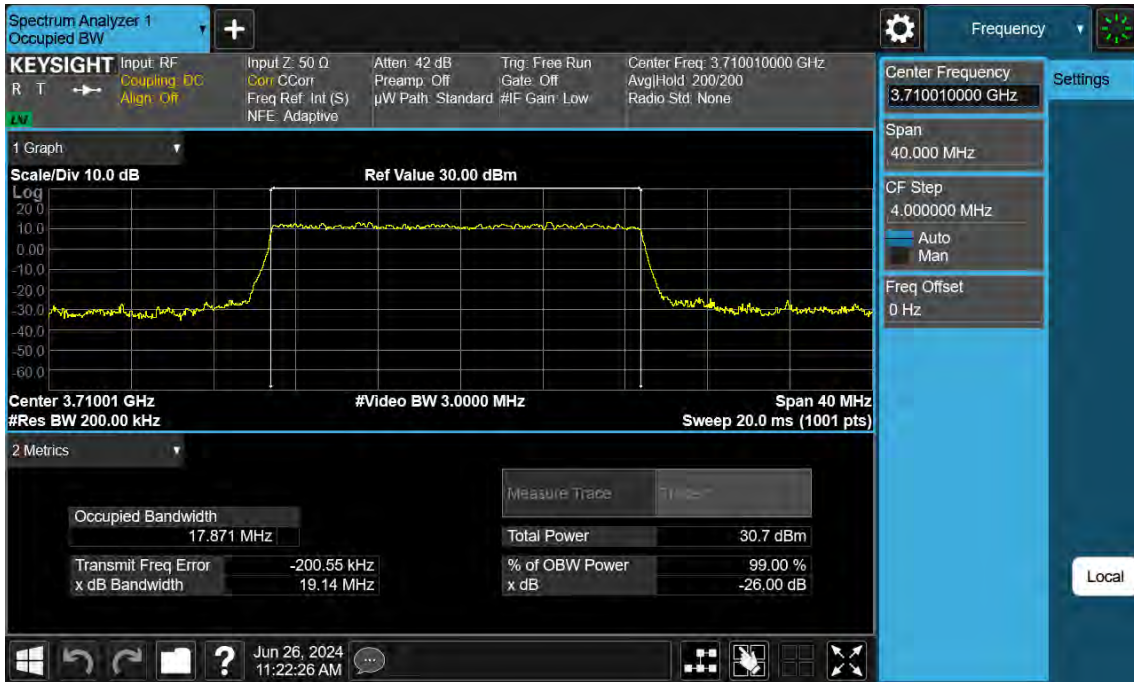 Spectrum Analyzer 1
Occupied BW
Frequency
KEYSIGHT
R T
Input: RF
Coupling: DC
Align: Off
Input Z: 50 Ω
Corr CCorr
Freq Ref: Int (S)
NFE: Adaptive
Atten: 42 dB
Preamp: Off
µW Path: Standard
Trig: Free Run
Gate: Off
#IF Gain: Low
Center Freq: 3.710010000 GHz
Avg|Hold: 200/200
Radio Std: None
1 Graph
Scale/Div 10.0 dB
Ref Value 30.00 dBm
Log
20.0
10.0
0.00
-10.0
-20.0
-30.0
-40.0
-50.0
-60.0
Center 3.71001 GHz
#Video BW 3.0000 MHz
Span 40 MHz
#Res BW 200.00 kHz
Sweep 20.0 ms (1001 pts)
2 Metrics
Measure Trace
Occupied Bandwidth
17.871 MHz
Total Power 30.7 dBm
Transmit Freq Error -200.55 kHz
% of OBW Power 99.00 %
x dB Bandwidth 19.14 MHz
x dB -26.00 dB
Center Frequency
3.710010000 GHz
Settings
Span
40.000 MHz
CF Step
4.000000 MHz
Auto
Man
Freq Offset
0 Hz
Local
?
Jun 26, 2024
11:22:26 AM